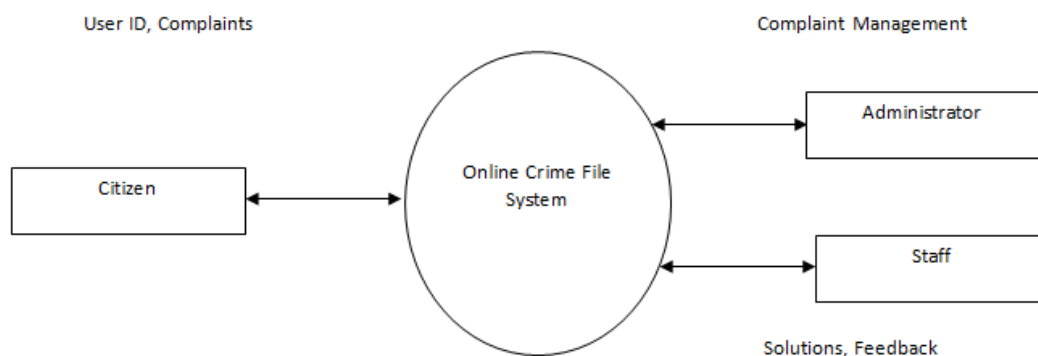 User ID, Complaints
Complaint Management
Administrator
Online Crime File
System
Citizen
Staff
Solutions, Feedback